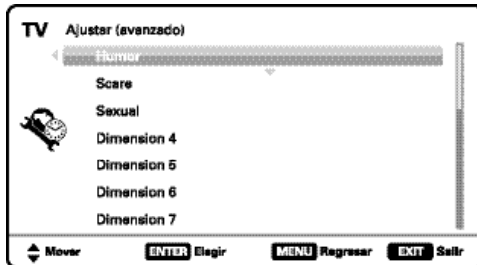 TV Ajustar (avanzado)
Humor
Scare
Sexual
Dimension 4
Dimension 5
Dimension 6
Dimension 7
Mover ENTER Elegir MENU Regresar EXIT Salir